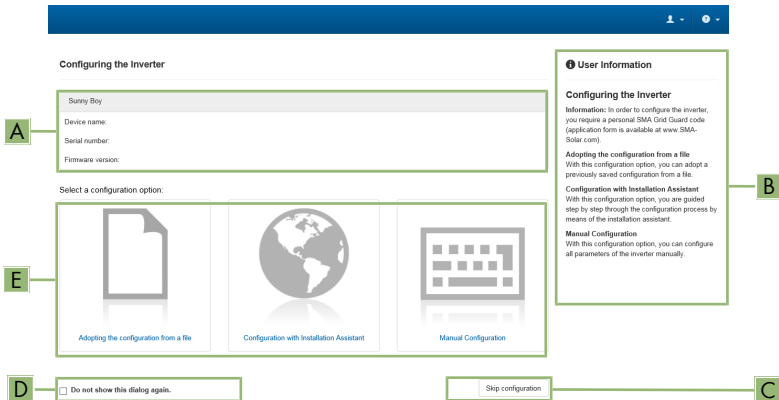 Configuring the Inverter
Sunny Boy
Device name:
Serial number:
Firmware version:
A
Select a configuration option:
E
Adopting the configuration from a file
Configuration with Installation Assistant
Manual Configuration
D
Do not show this dialog again.
Skip configuration
C
User Information
Configuring the Inverter
Information: In order to configure the inverter,
you require a personal SMA Grid Guard code
(application form is available at www.SMA-
Solar.com).
Adopting the configuration from a file
With this configuration option, you can adopt a
previously saved configuration from a file.
Configuration with Installation Assistant
With this configuration option, you are guided
step by step through the configuration process by
means of the installation assistant.
Manual Configuration
With this configuration option, you can configure
all parameters of the inverter manually.
B